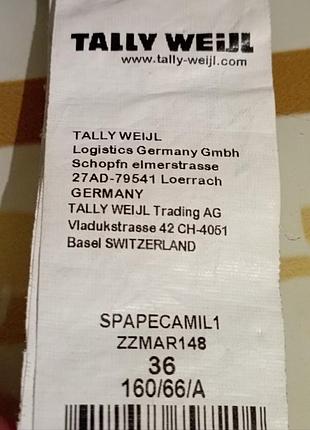 TALLY WEiJL
www.tally-weijl.com
TALLY WEIJL
Logistics Germany Gmbh
Schopfn elmerstrasse
27AD-79541 Loerrach
GERMANY
TALLY WEIJL Trading AG
Vladukstrasse 42 CH-4051
Basel SWITZERLAND
SPAPECAMIL1
ZZMAR148
36
160/66/A